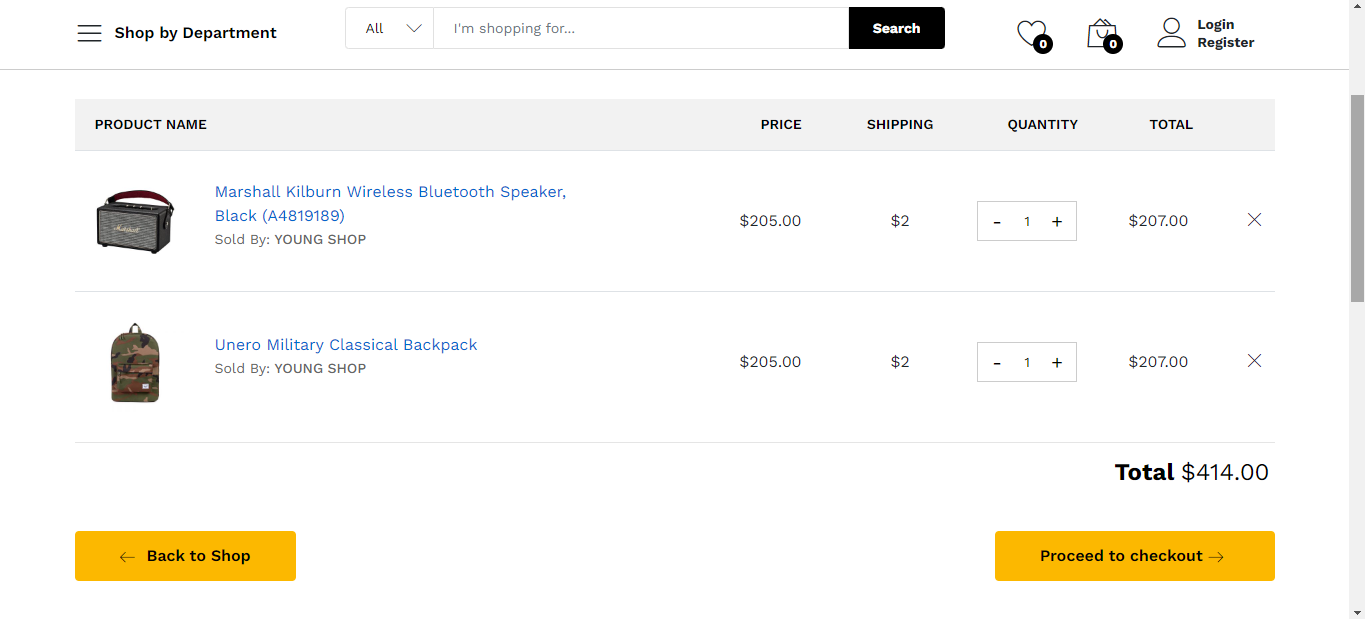 Shop by Department
All
I'm shopping for...
Search
0
0
Login
Register
PRODUCT NAME PRICE SHIPPING QUANTITY TOTAL
Marshall
Marshall Kilburn Wireless Bluetooth Speaker,
Black (A4819189)
Sold By: YOUNG SHOP
$205.00 $2 - 1 + $207.00
Unero Military Classical Backpack
Sold By: YOUNG SHOP
$205.00 $2 - 1 + $207.00
Total $414.00
← Back to Shop
Proceed to checkout →